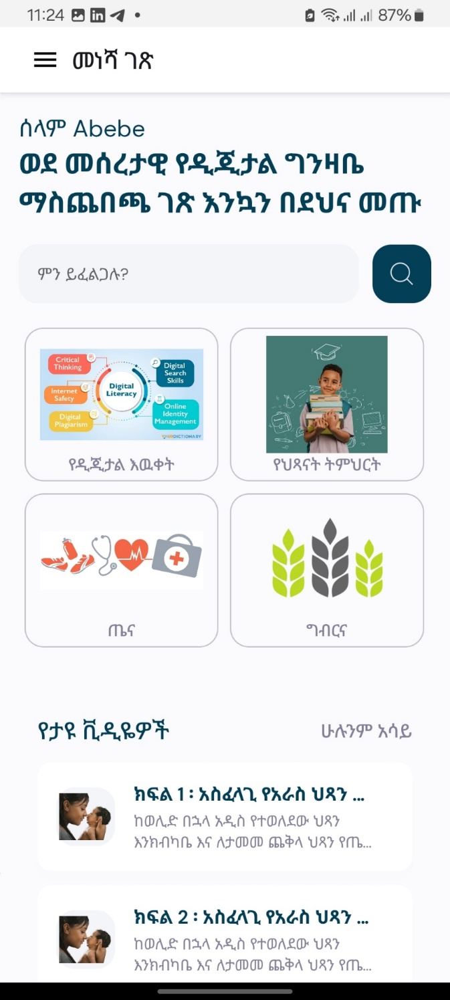 11:24
87%
መነሻ ገጽ
ሰላም Abebe
ወደ መሰረታዊ የዲጂታል ግንዛቤ
ማስጨበጫ ገጽ እንኳን በደህና መጡ
ምን ይፈልጋሉ?
Critical
Thinking
Internet
Safety
Digital
Plagiarism
Digital
Literacy
Digital
Search
Skills
Online
Identity
Management
YOURDICTIONARY
የዲጂታል እዉቀት
የህጻናት ትምህርት
ጤና
ግብርና
የታዩ ቪዲዬዎች
ሁሉንም አሳይ
ክፍል 1፡ አስፈላጊ የአራስ ህጻን ...
ከወሊድ በኋላ አዲስ የተወለደው ህጻን
እንክብካቤ እና ለታመመ ጨቅላ ህጻን የጤ...
ክፍል 2 ፡ አስፈላጊ የአራስ ህጻን ...
ከወሊድ በኋላ አዲስ የተወለደው ህጻን
እንክብካቤ እና ለታመመ ጨቅላ ህጻን የጤ...